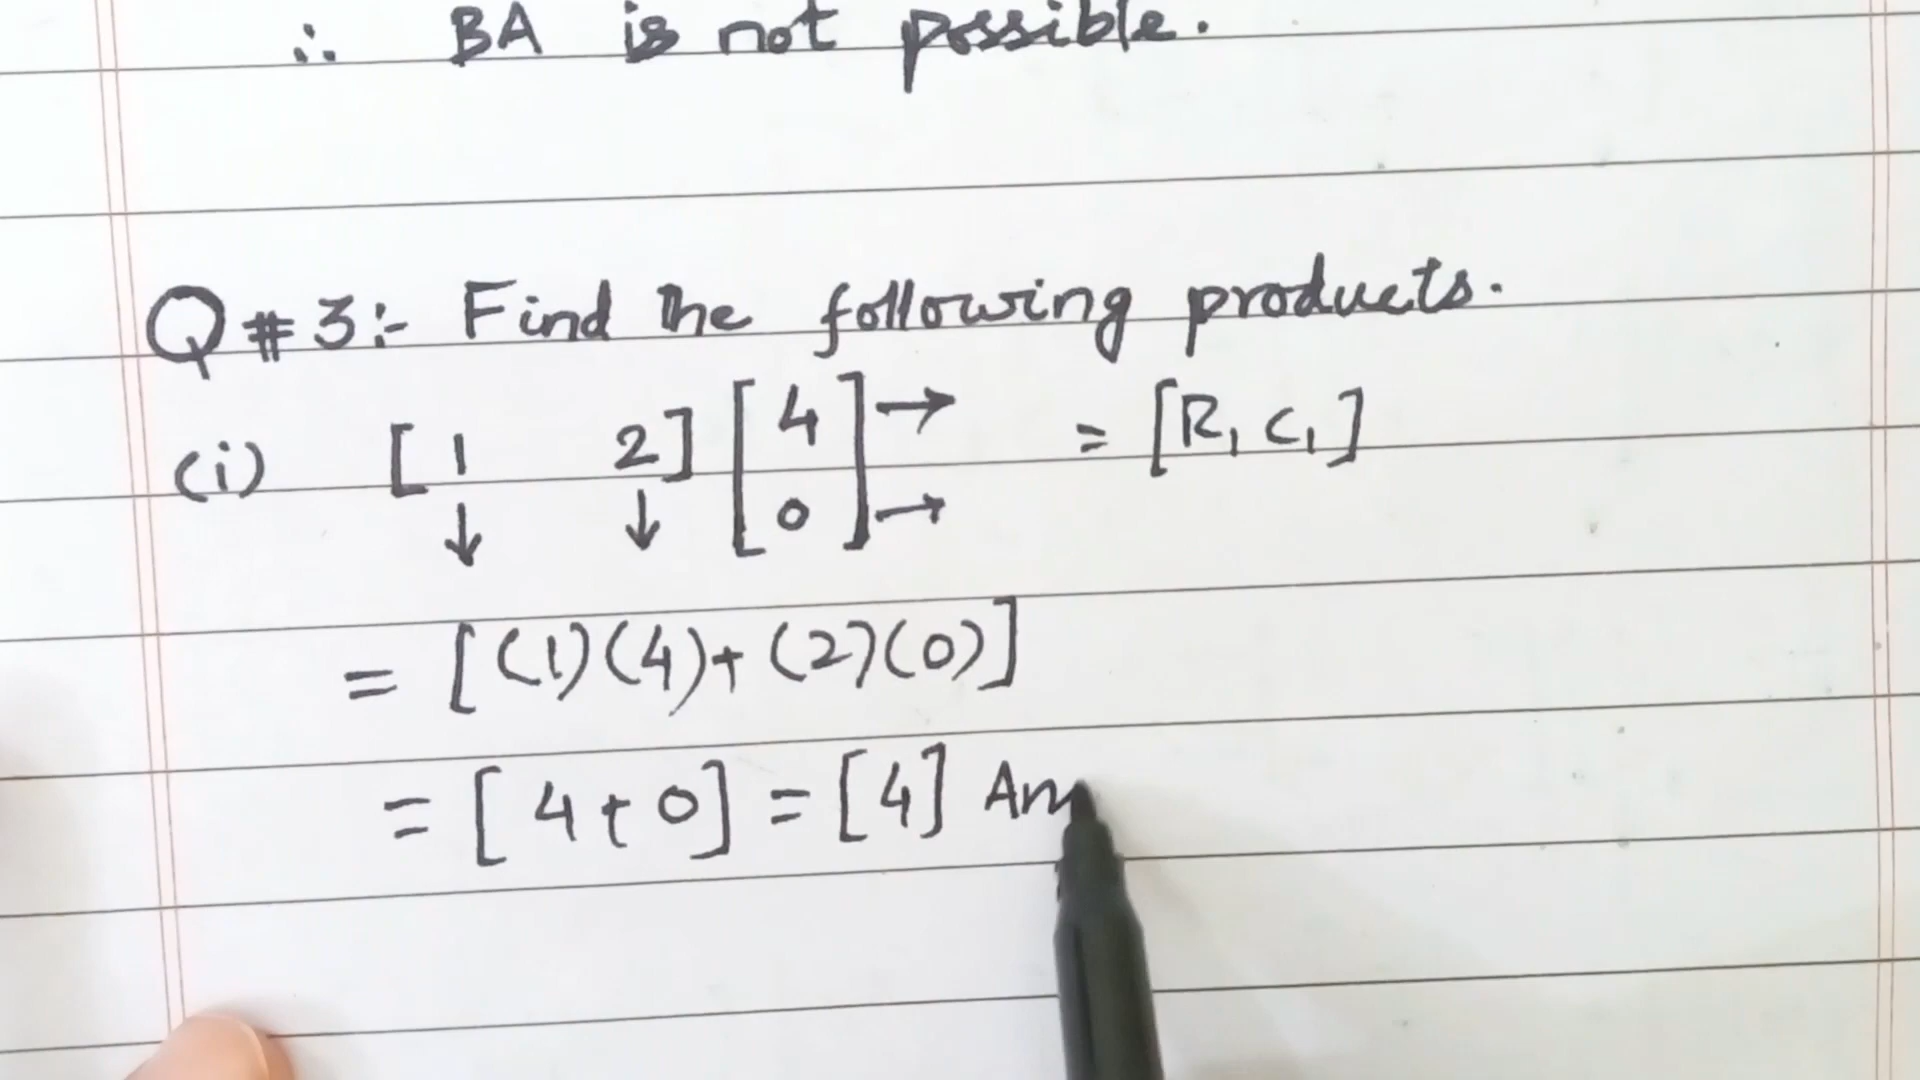 ∴ BA is not possible.
Q # 3:- Find the following products.
(i) [1 2] [4 0] → → = [R₁ C₁]
↓ ↓
= [(1)(4)+(2)(0)]
= [4+0] = [4] An